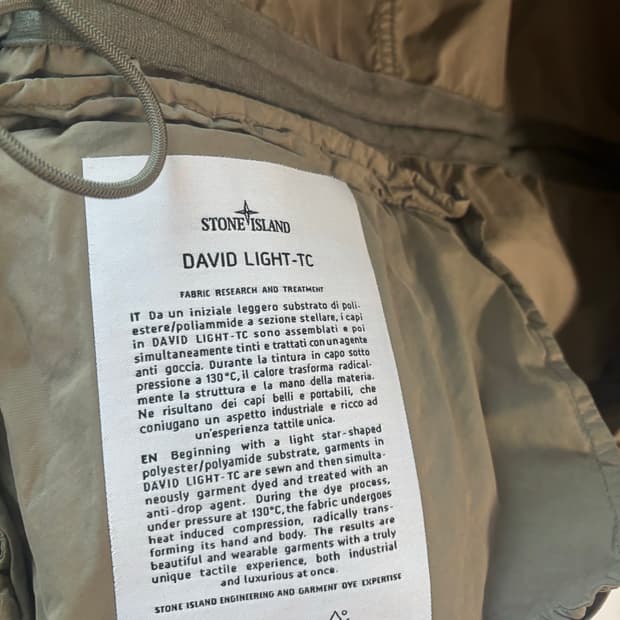 STONE ISLAND
DAVID LIGHT-TC
FABRIC RESEARCH AND TREATMENT
IT Da un iniziale leggero substrato di poli-
estere/poliammide a sezione stellare, i capi
in DAVID LIGHT-TC sono assemblati e poi
simultaneamente tinti e trattati con un agente
anti goccia. Durante la tintura in capo sotto
pressione a 130°C, il calore trasforma radical-
mente la struttura e la mano della materia.
Ne risultano dei capi belli e portabili, che
coniugano un aspetto industriale e ricco ad
un'esperienza tattile unica.
EN Beginning with a light star-shaped
polyester/polyamide substrate, garments in
DAVID LIGHT-TC are sewn and then simulta-
neously garment dyed and treated with an
anti-drop agent. During the dye process,
under pressure at 130°C, the fabric undergoes
heat induced compression, radically trans-
forming its hand and body. The results are
beautiful and wearable garments with a truly
unique tactile experience, both industrial
and luxurious at once.
STONE ISLAND ENGINEERING AND GARMENT DYE EXPERTISE